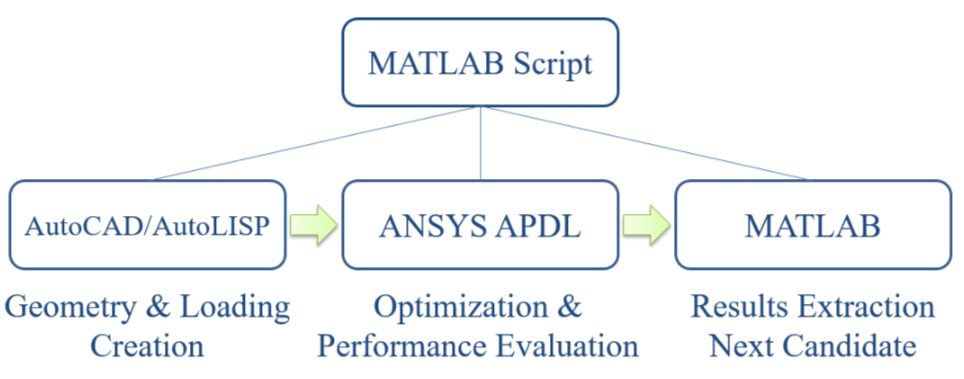 MATLAB Script
AutoCAD/AutoLISP
ANSYS APDL
MATLAB
Geometry & Loading
Creation
Optimization &
Performance Evaluation
Results Extraction
Next Candidate